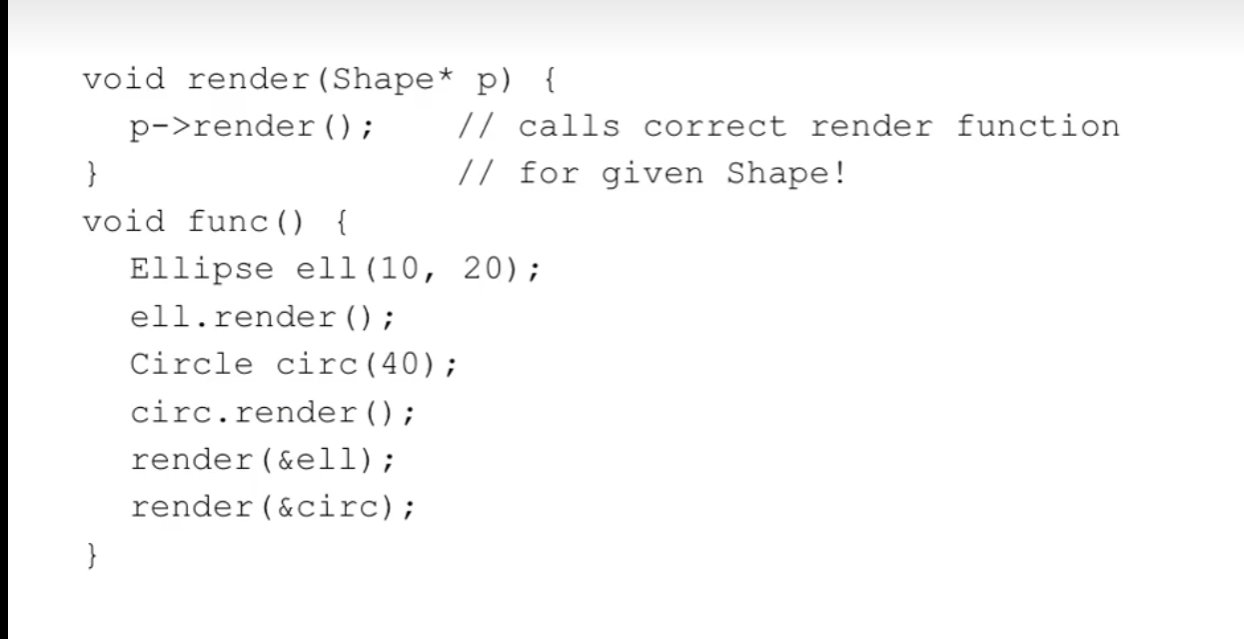 void render(Shape* p) {
p->render();    // calls correct render function
}    // for given Shape!
void func() {
Ellipse ell(10, 20);
ell.render();
Circle circ(40);
circ.render();
render(&ell);
render(&circ);
}